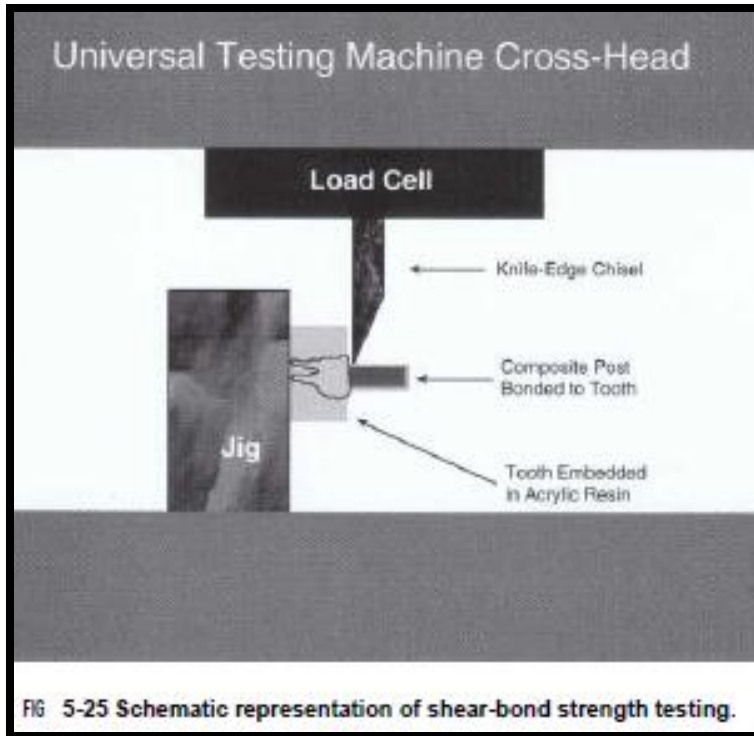 Universal Testing Machine Cross-Head
Load Cell
Knife-Edge Chisel
Composite Post
Bonded to Tooth
Jig
Tooth Embedded
in Acrylic Resin
FIG 5-25 Schematic representation of shear-bond strength testing.